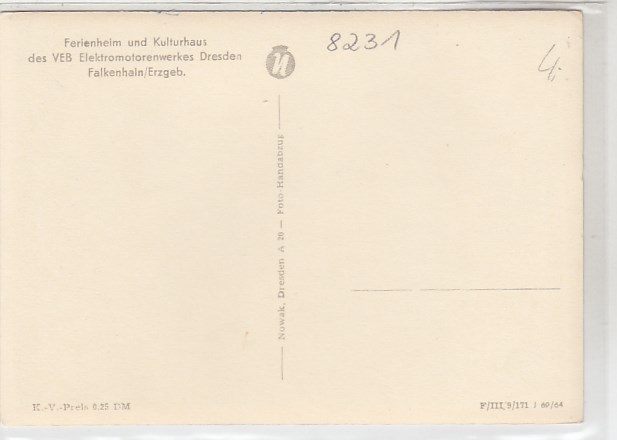 Ferienheim und Kulturhaus
des VEB Elektromotorenwerkes Dresden
Falkenhain/Erzgeb.
8231
4,-
Nowak, Dresden A 20 — Foto-Handabzug
K.-V.-Preis 0.25 DM
F/III/9/171 J 60/64